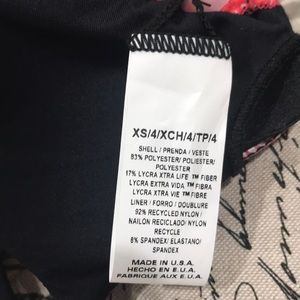 XS/4/XCH/4/TP/4
SHELL / PRENDA / VESTE
83% POLYESTER/ POLIESTER/
POLYESTER
17% LYCRA XTRA LIFE ™ FIBER
LYCRA EXTRA VIDA ™ FIBRA
LYCRA XTRA VIE ™ FIBRE
LINER / FORRO / DOUBLURE
92% RECYCLED NYLON /
NAILON RECICLADO/ NYLON
RECYCLE
8% SPANDEX/ ELASTANO/
SPANDEX
MADE IN U.S.A.
HECHO EN E.U.A.
FABRIQUE AUX E.U.A.